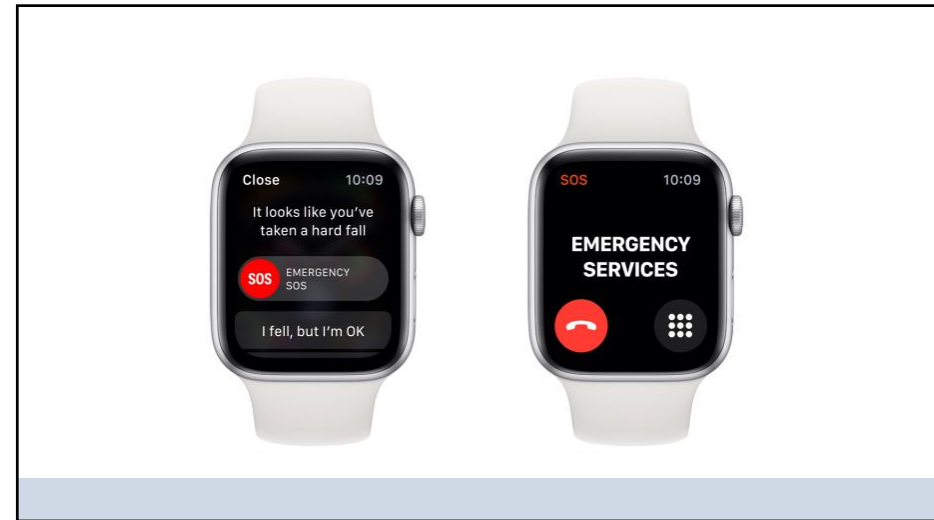 Close 10:09
It looks like you’ve
taken a hard fall
SOS EMERGENCY
SOS
I fell, but I’m OK
SOS 10:09
EMERGENCY
SERVICES